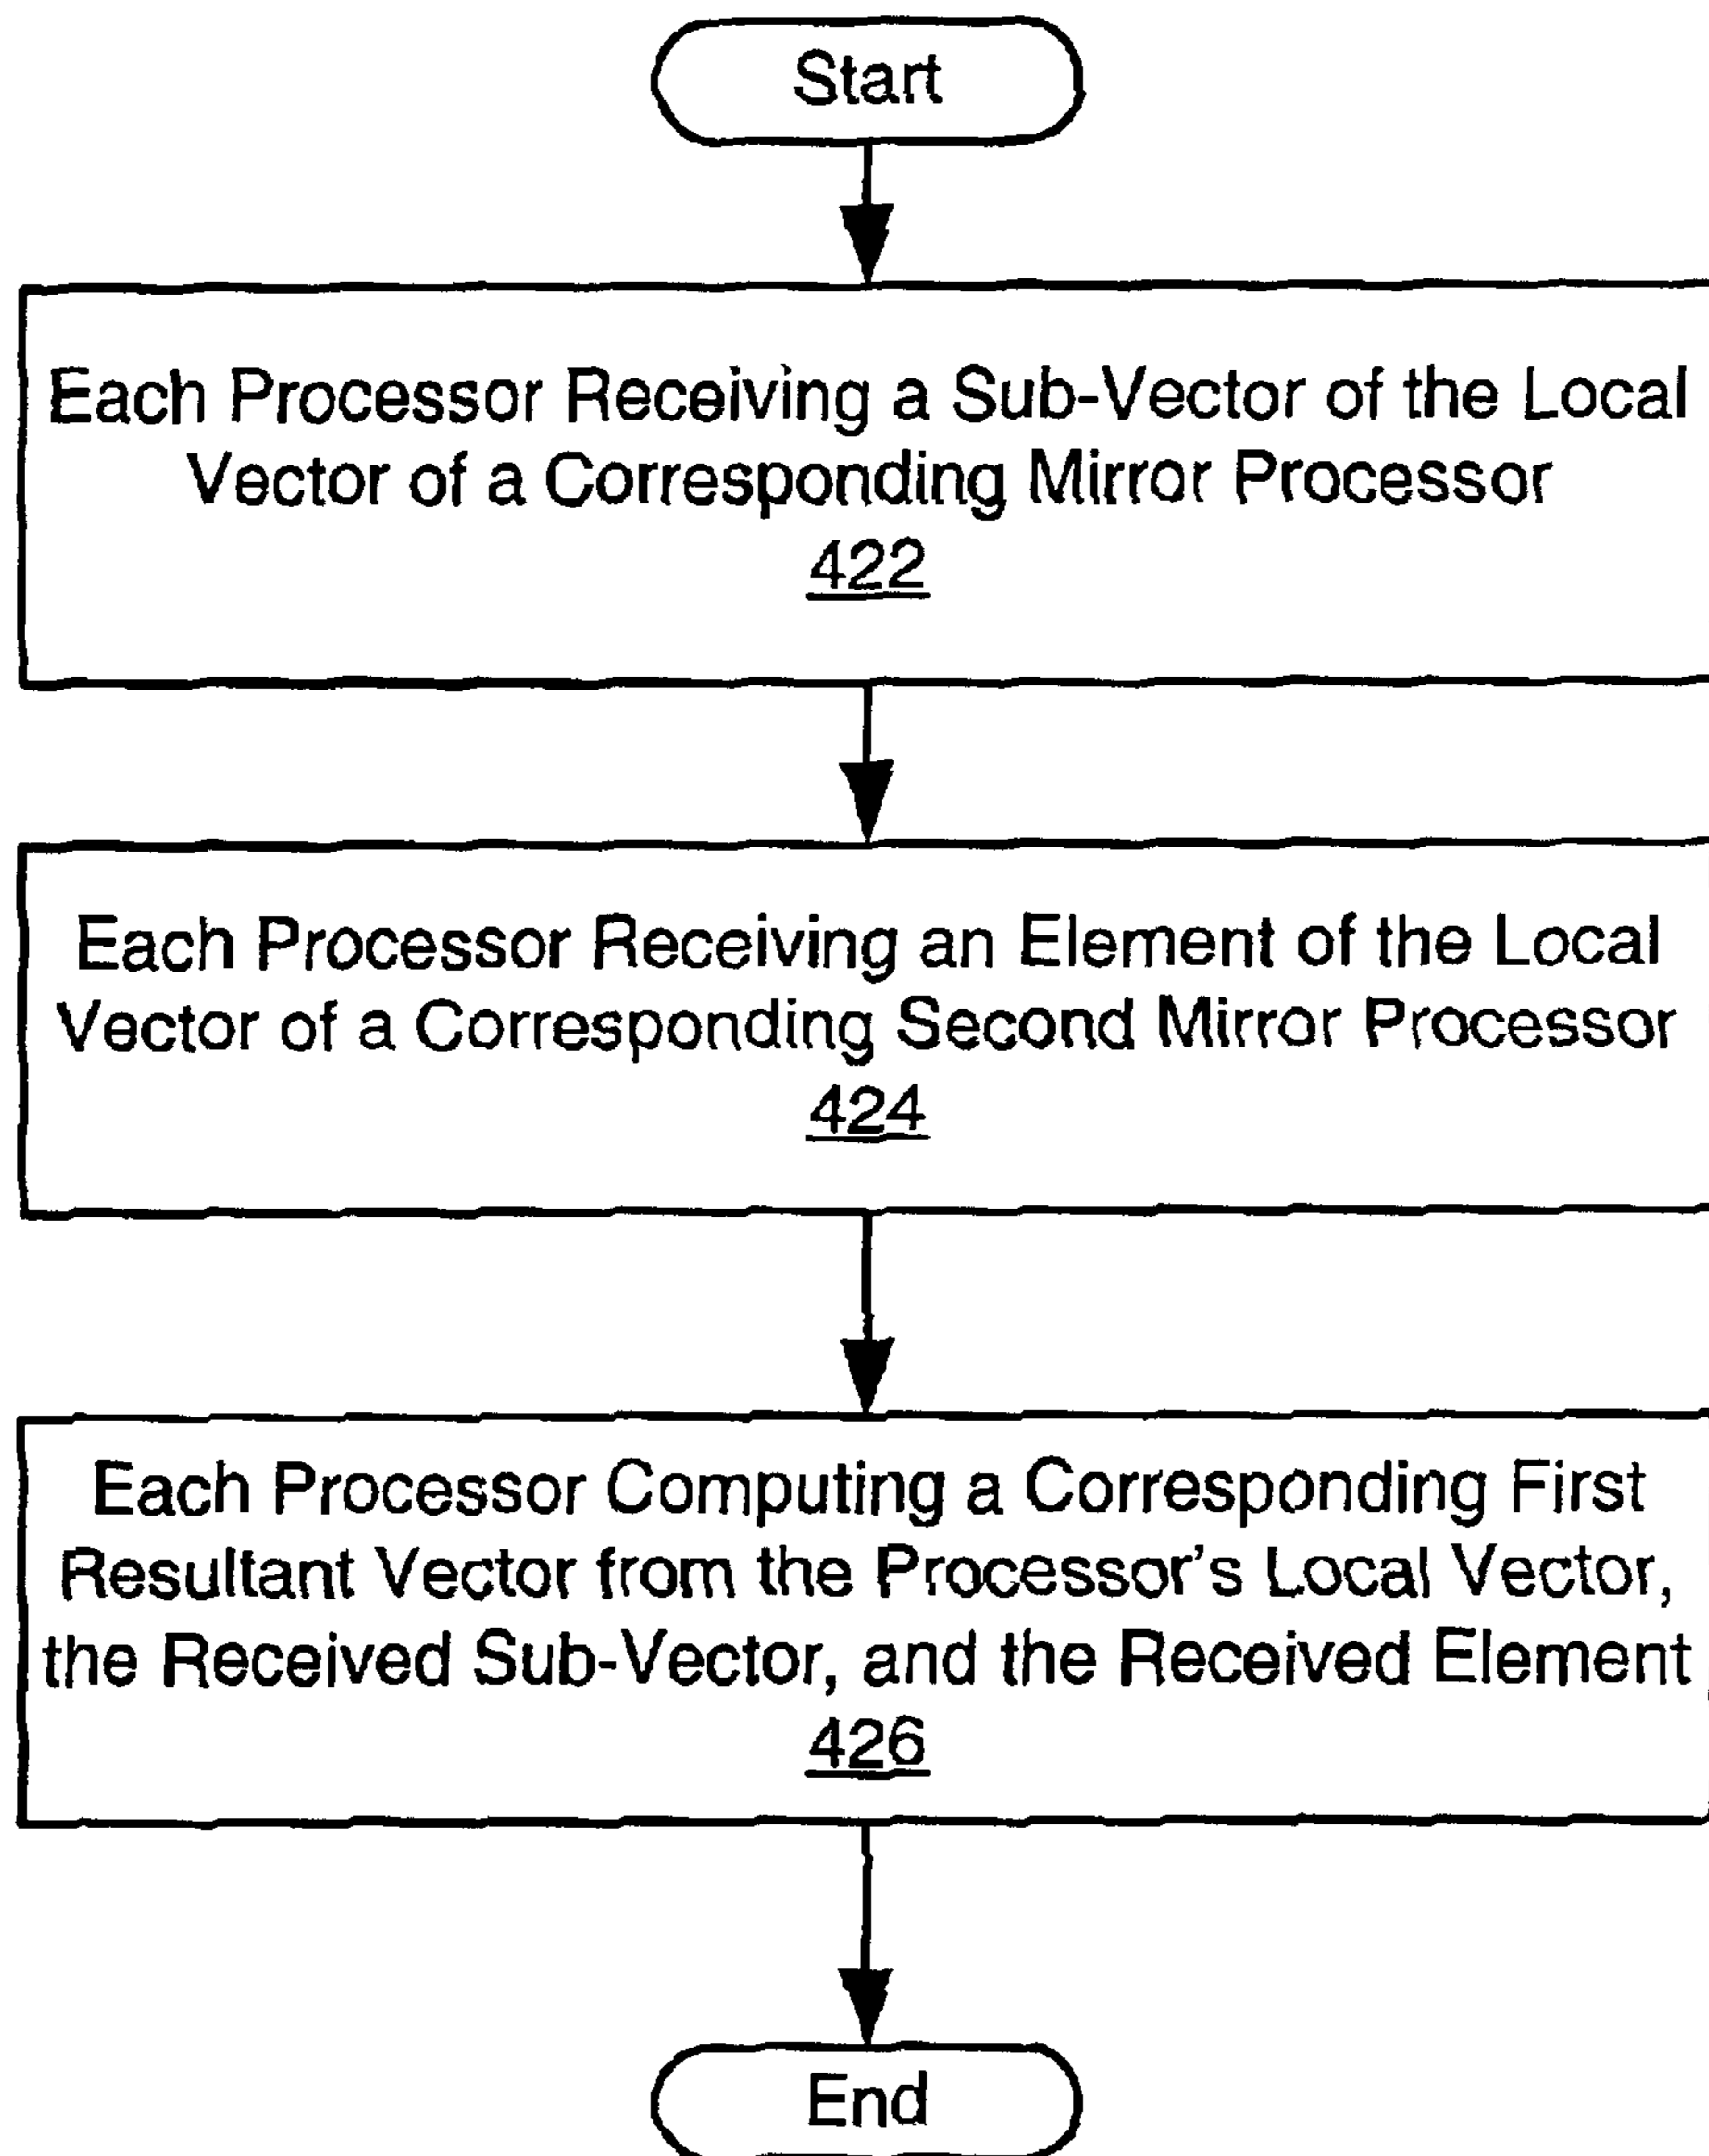 Start
Each Processor Receiving a Sub-Vector of the Local
Vector of a Corresponding Mirror Processor
422
Each Processor Receiving an Element of the Local
Vector of a Corresponding Second Mirror Processor
424
Each Processor Computing a Corresponding First
Resultant Vector from the Processor's Local Vector,
the Received Sub-Vector, and the Received Element
426
End